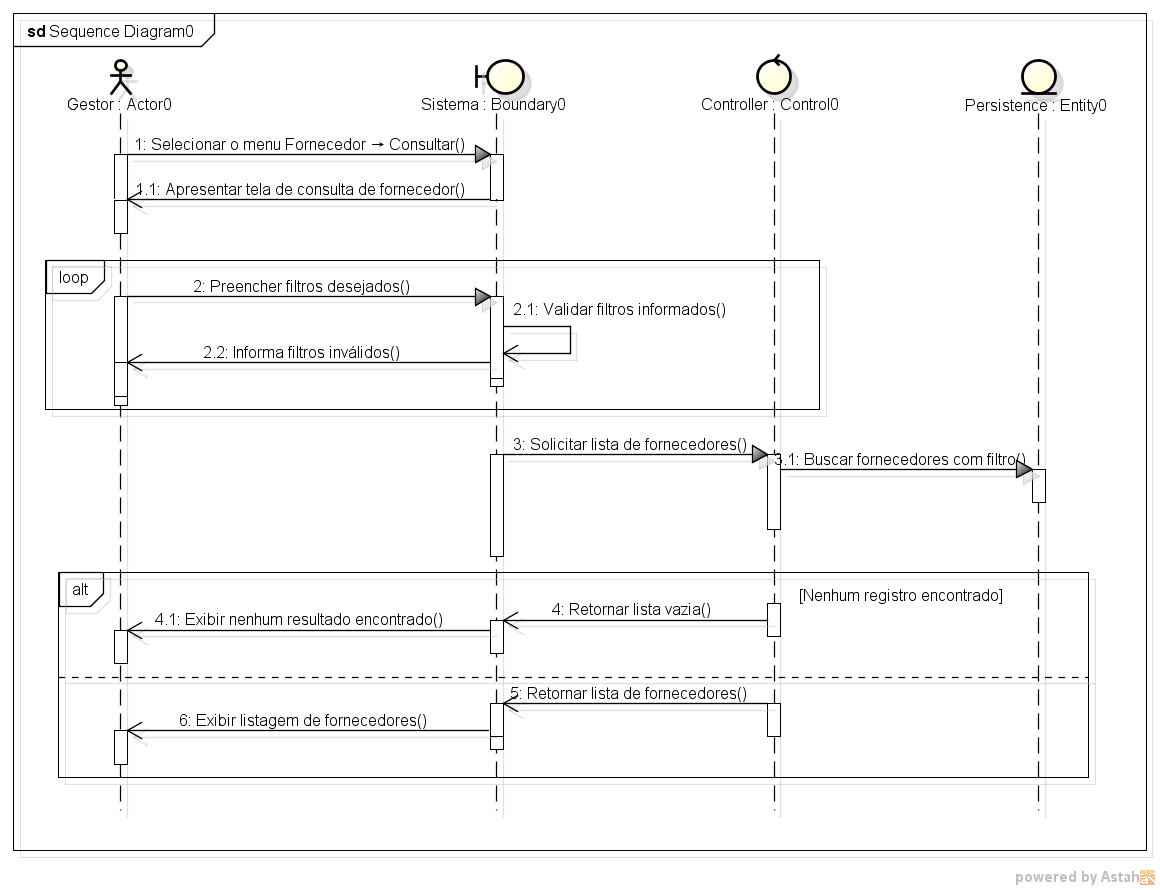 sd Sequence Diagram0
Gestor : Actor0
Sistema : Boundary0
Controller : Control0
Persistence : Entity0
1: Selecionar o menu Fornecedor → Consultar()
1.1: Apresentar tela de consulta de fornecedor()
loop
2: Preencher filtros desejados()
2.1: Validar filtros informados()
2.2: Informa filtros inválidos()
3: Solicitar lista de fornecedores()
3.1: Buscar fornecedores com filtro()
alt
[Nenhum registro encontrado]
4: Retornar lista vazia()
4.1: Exibir nenhum resultado encontrado()
5: Retornar lista de fornecedores()
6: Exibir listagem de fornecedores()
powered by Astah